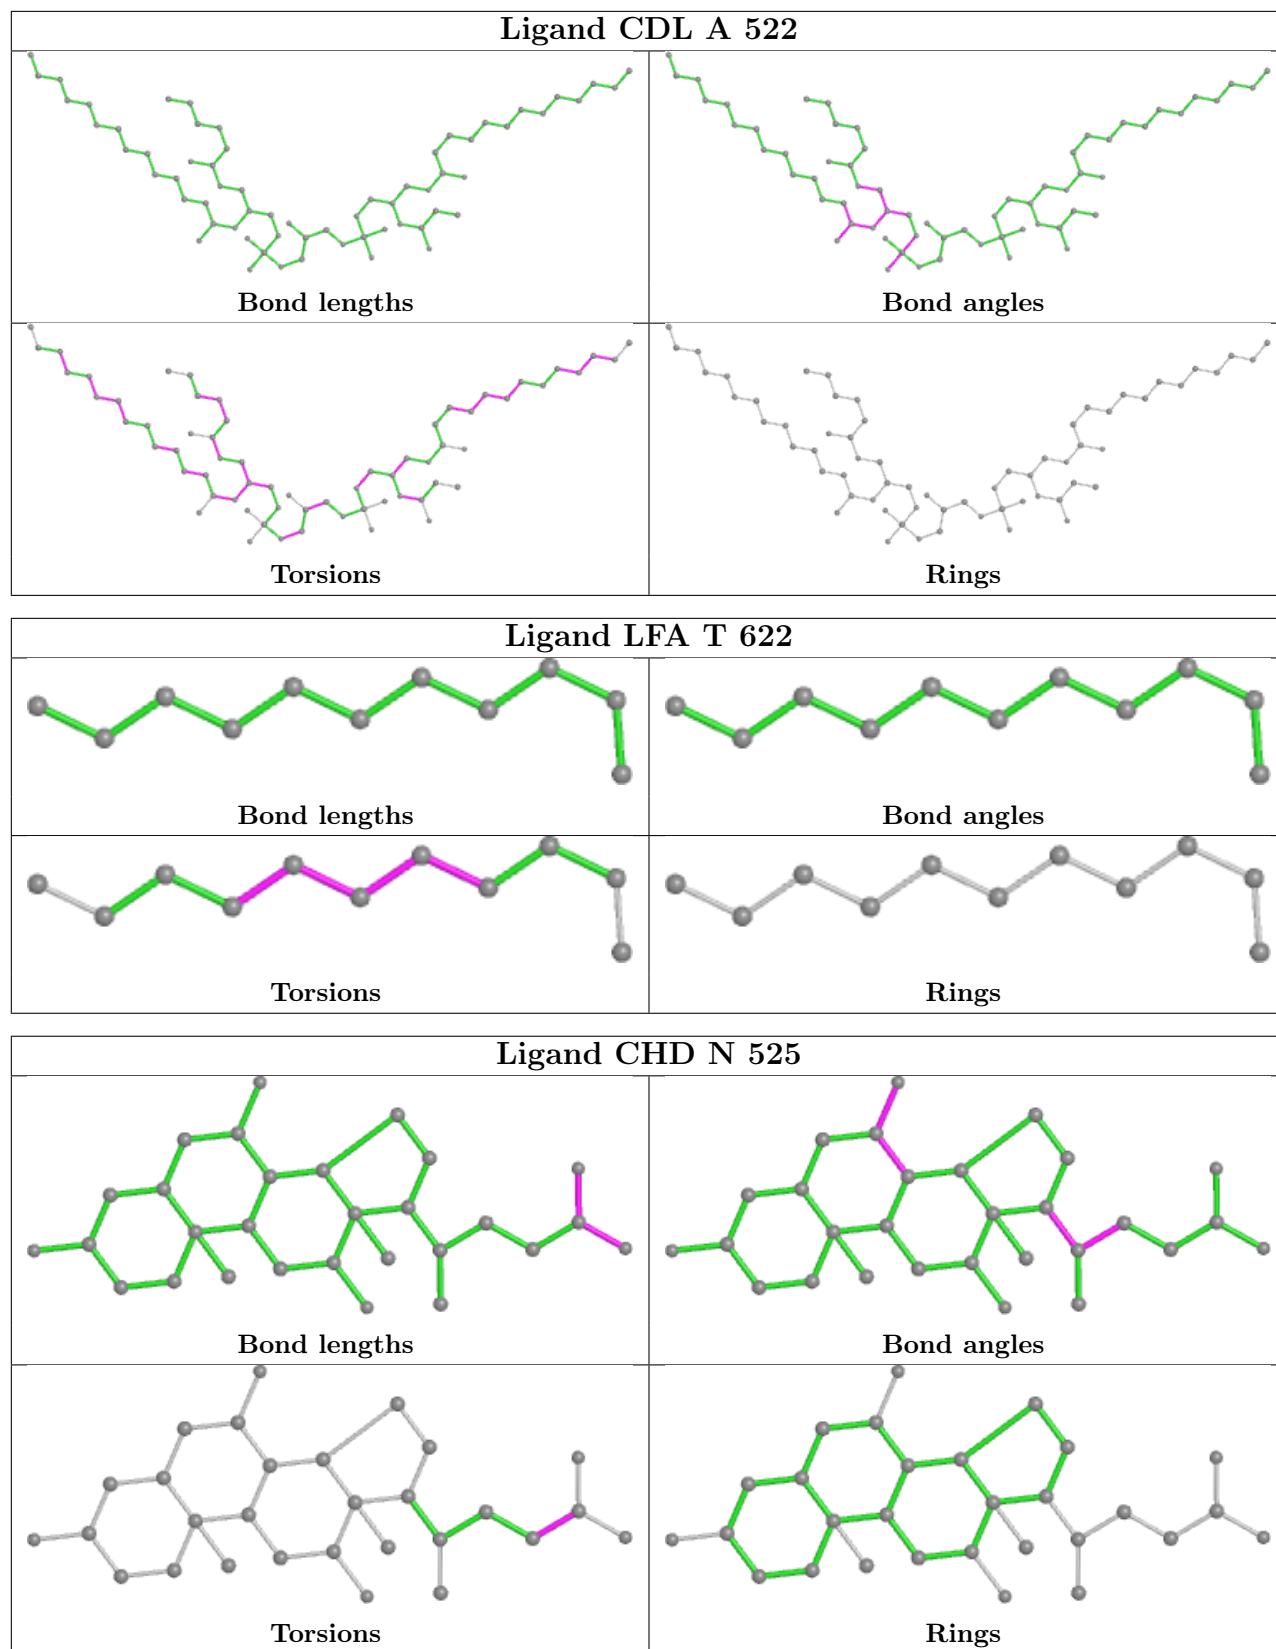 Ligand CDL A 522
Bond lengths
Bond angles
Torsions
Rings
Ligand LFA T 622
Bond lengths
Bond angles
Torsions
Rings
Ligand CHD N 525
Bond lengths
Bond angles
Torsions
Rings